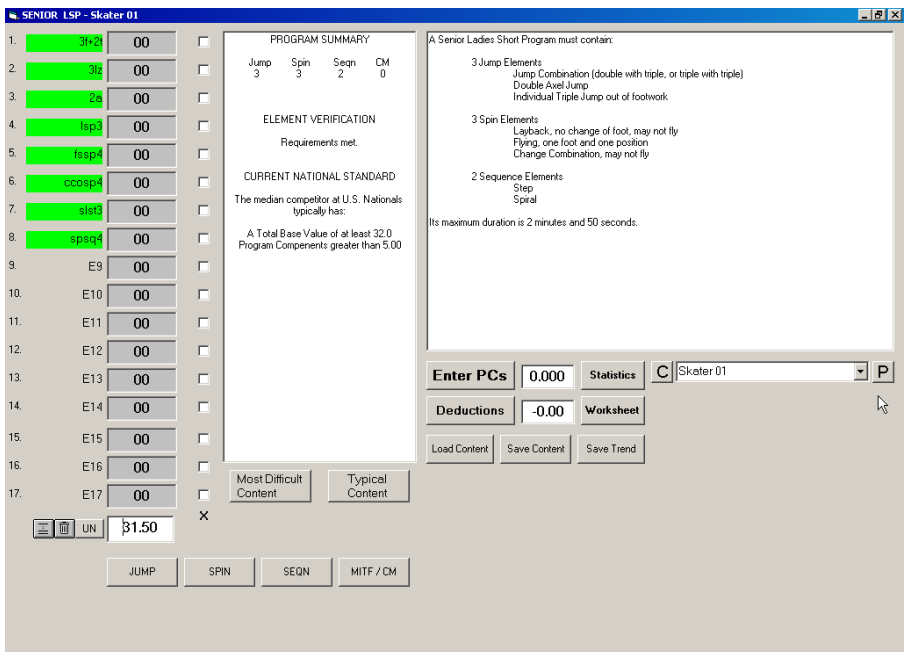 SENIOR LSP - Skater 01
1. 3f+2t 00
2. 3lz 00
3. 2a 00
4. lsp3 00
5. fssp4 00
6. ccosp4 00
7. slst3 00
8. spsq4 00
9. E9 00
10. E10 00
11. E11 00
12. E12 00
13. E13 00
14. E14 00
15. E15 00
16. E16 00
17. E17 00
UN 31.50
X
JUMP SPIN SEQN MITF / CM
PROGRAM SUMMARY
Jump Spin Seqn CM
3 3 2 0
ELEMENT VERIFICATION
Requirements met.
CURRENT NATIONAL STANDARD
The median competitor at U.S. Nationals
typically has:
A Total Base Value of at least 32.0
Program Compenents greater than 5.00
Most Difficult
Content
Typical
Content
A Senior Ladies Short Program must contain:
3 Jump Elements
Jump Combination (double with triple, or triple with triple)
Double Axel Jump
Individual Triple Jump out of footwork
3 Spin Elements
Layback, no change of foot, may not fly
Flying, one foot and one position
Change Combination, may not fly
2 Sequence Elements
Step
Spiral
Its maximum duration is 2 minutes and 50 seconds.
Enter PCs 0.000 Statistics C Skater 01 P
Deductions -0.00 Worksheet
Load Content Save Content Save Trend